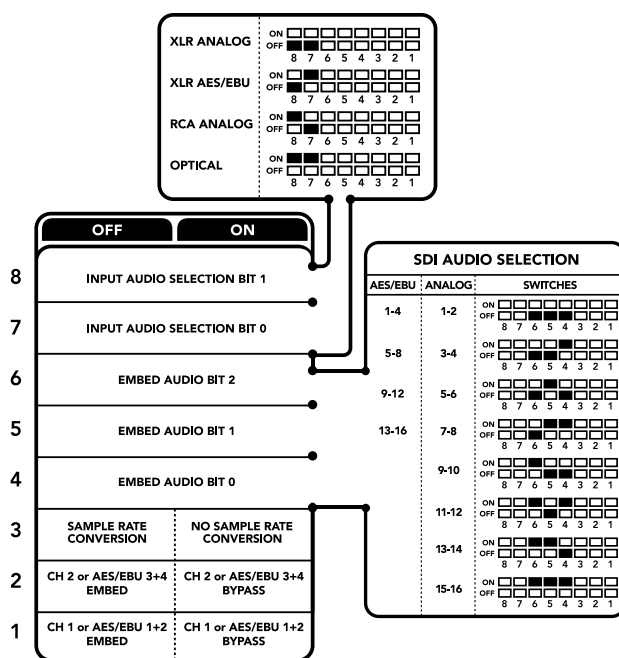 XLR ANALOG
ON
OFF
8 7 6 5 4 3 2 1
XLR AES/EBU
ON
OFF
8 7 6 5 4 3 2 1
RCA ANALOG
ON
OFF
8 7 6 5 4 3 2 1
OPTICAL
ON
OFF
8 7 6 5 4 3 2 1
OFF ON
8 INPUT AUDIO SELECTION BIT 1
7 INPUT AUDIO SELECTION BIT 0
6 EMBED AUDIO BIT 2
5 EMBED AUDIO BIT 1
4 EMBED AUDIO BIT 0
3 SAMPLE RATE CONVERSION NO SAMPLE RATE CONVERSION
2 CH 2 or AES/EBU 3+4 EMBED CH 2 or AES/EBU 3+4 BYPASS
1 CH 1 or AES/EBU 1+2 EMBED CH 1 or AES/EBU 1+2 BYPASS
SDI AUDIO SELECTION
AES/EBU ANALOG SWITCHES
1-4 1-2
ON
OFF
8 7 6 5 4 3 2 1
5-8 3-4
ON
OFF
8 7 6 5 4 3 2 1
9-12 5-6
ON
OFF
8 7 6 5 4 3 2 1
13-16 7-8
ON
OFF
8 7 6 5 4 3 2 1
9-10
ON
OFF
8 7 6 5 4 3 2 1
11-12
ON
OFF
8 7 6 5 4 3 2 1
13-14
ON
OFF
8 7 6 5 4 3 2 1
15-16
ON
OFF
8 7 6 5 4 3 2 1